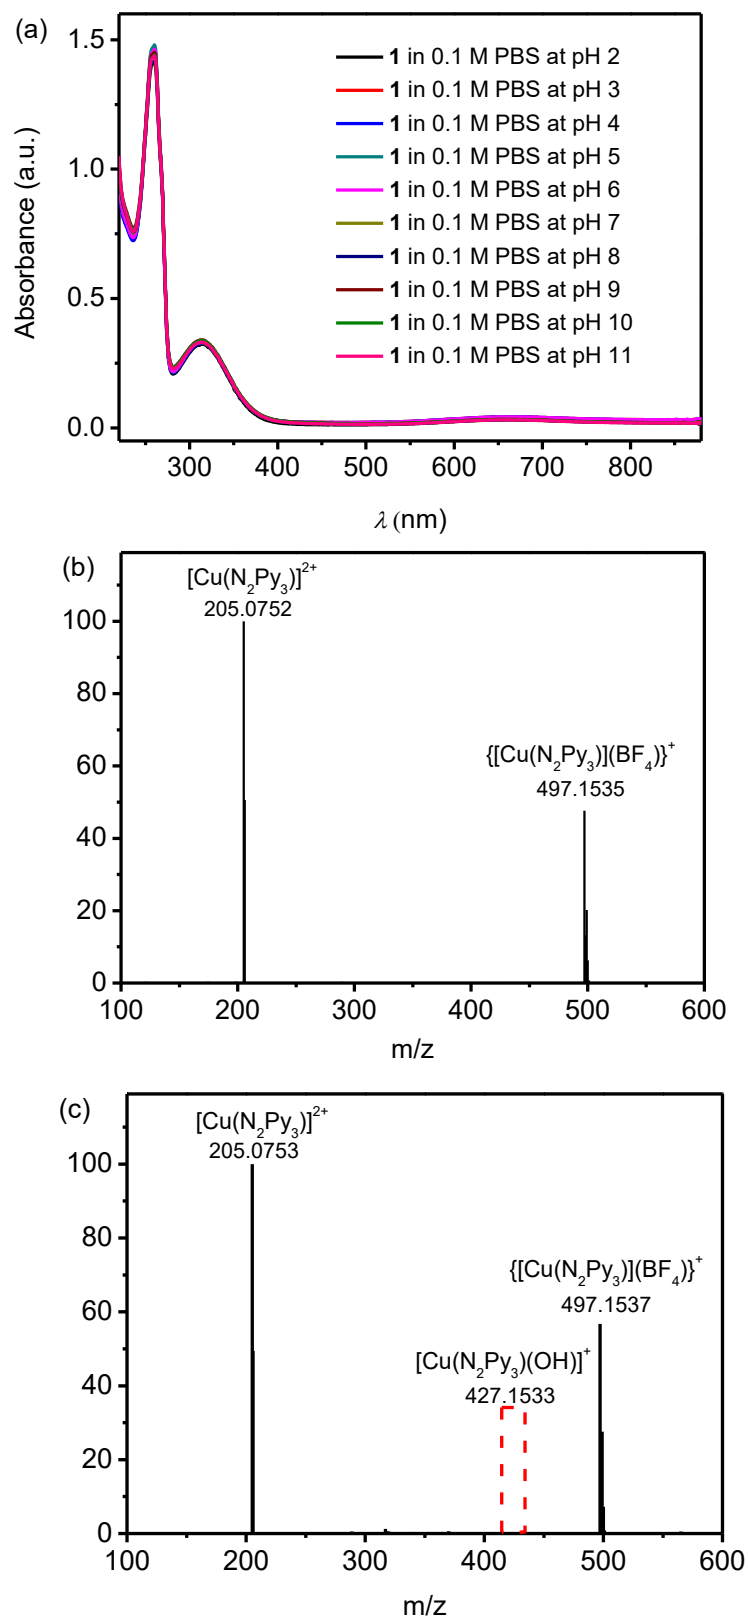 (a)
1.5
1.0
0.5
0.0
Absorbance (a.u.)
1 in 0.1 M PBS at pH 2
1 in 0.1 M PBS at pH 3
1 in 0.1 M PBS at pH 4
1 in 0.1 M PBS at pH 5
1 in 0.1 M PBS at pH 6
1 in 0.1 M PBS at pH 7
1 in 0.1 M PBS at pH 8
1 in 0.1 M PBS at pH 9
1 in 0.1 M PBS at pH 10
1 in 0.1 M PBS at pH 11
300 400 500 600 700 800
λ (nm)
(b)
[Cu(N₂Py₃)]²⁺
205.0752
{[Cu(N₂Py₃)](BF₄)}⁺
497.1535
100
80
60
40
20
0
100 200 300 400 500 600
m/z
(c)
[Cu(N₂Py₃)]²⁺
205.0753
{[Cu(N₂Py₃)](BF₄)}⁺
497.1537
[Cu(N₂Py₃)(OH)]⁺
427.1533
100
80
60
40
20
0
100 200 300 400 500 600
m/z